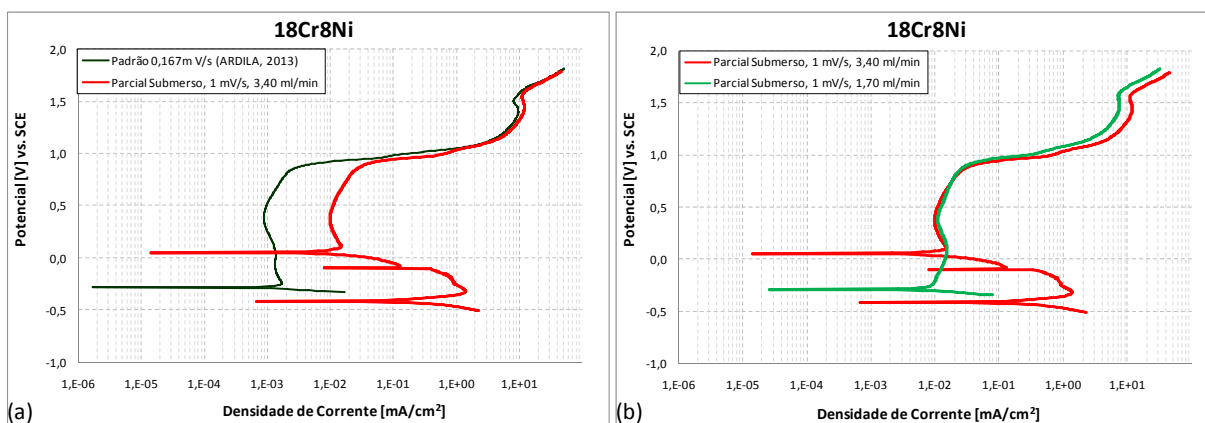 18Cr8Ni
Padrão 0,167m V/s (ARDILA, 2013)
Parcial Submerso, 1 mV/s, 3,40 ml/min
2,0
1,5
1,0
0,5
0,0
-0,5
-1,0
Potencial [V] vs. SCE
1,E-06 1,E-05 1,E-04 1,E-03 1,E-02 1,E-01 1,E+00 1,E+01
Densidade de Corrente [mA/cm²]
(a)
18Cr8Ni
Parcial Submerso, 1 mV/s, 3,40 ml/min
Parcial Submerso, 1 mV/s, 1,70 ml/min
2,0
1,5
1,0
0,5
0,0
-0,5
-1,0
Potencial [V] vs. SCE
1,E-06 1,E-05 1,E-04 1,E-03 1,E-02 1,E-01 1,E+00 1,E+01
Densidade de Corrente [mA/cm²]
(b)